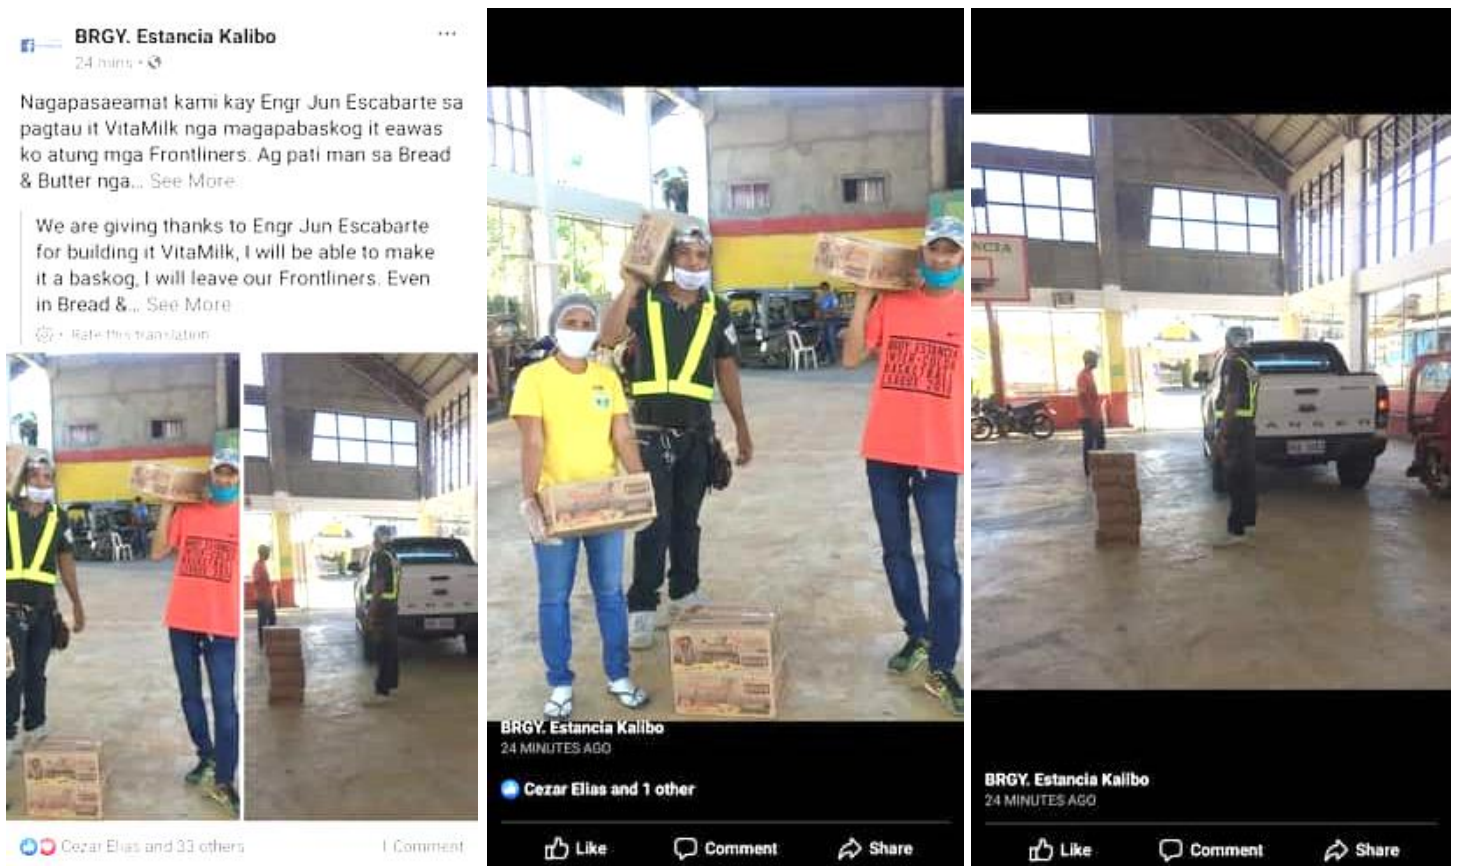 BRGY. Estancia Kalibo
24 mins
Nagapasaeamat kami kay Engr Jun Escabarte sa
pagtau it VitaMilk nga magapabaskog it eawas
ko atung mga Frontliners. Ag pati man sa Bread
& Butter nga... See More
We are giving thanks to Engr Jun Escabarte
for building it VitaMilk, I will be able to make
it a baskog, I will leave our Frontliners. Even
in Bread &... See More
Rate this translation
Cezar Elias and 33 others
1 Comment
BRGY ESTANCIA
BRGY. Estancia Kalibo
24 MINUTES AGO
Cezar Elias and 1 other
Like
Comment
Share
NCIA
ANGER
BRGY. Estancia Kalibo
24 MINUTES AGO
Like
Comment
Share